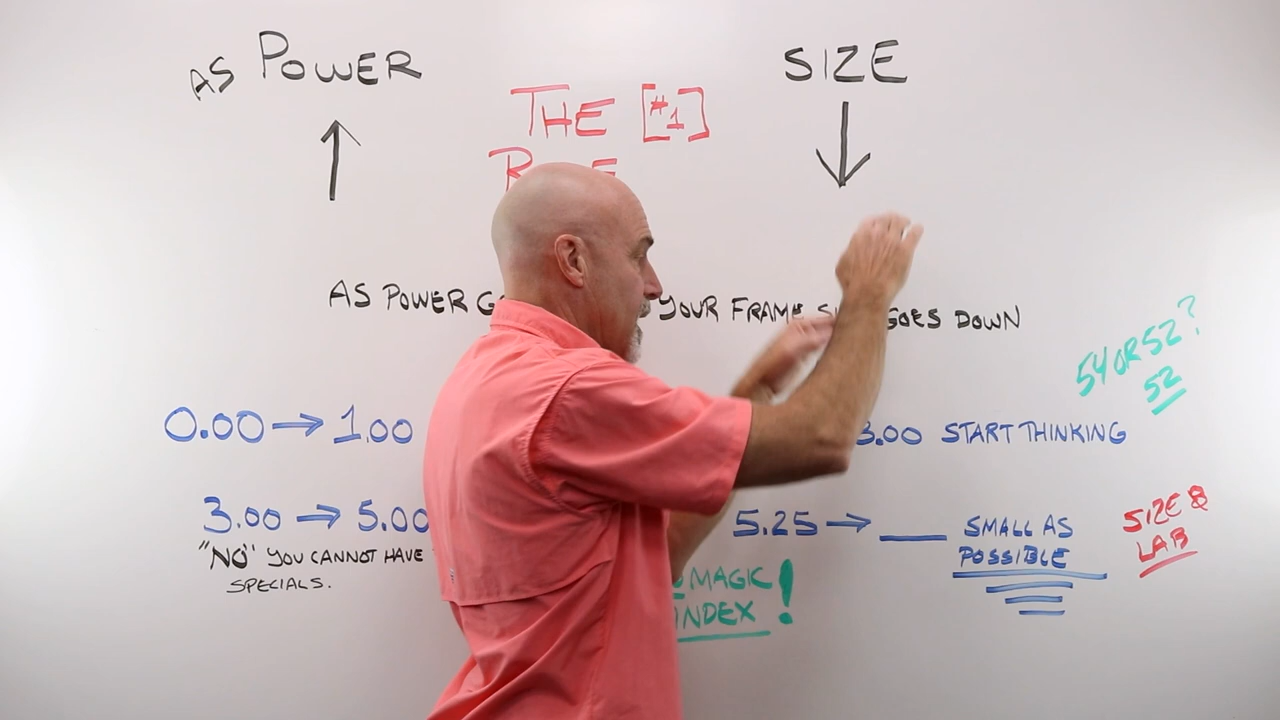 AS POWER
SIZE
THE [#1]
AS POWER YOUR FRAME GOES DOWN
54 OR 52?
52
0.00 → 1.00
3.00 START THINKING
3.00 → 5.00
"NO" YOU CANNOT HAVE
SPECIALS.
5.25 → ___ SMALL AS
POSSIBLE
SIZE &
LAB
MAGIC
INDEX!